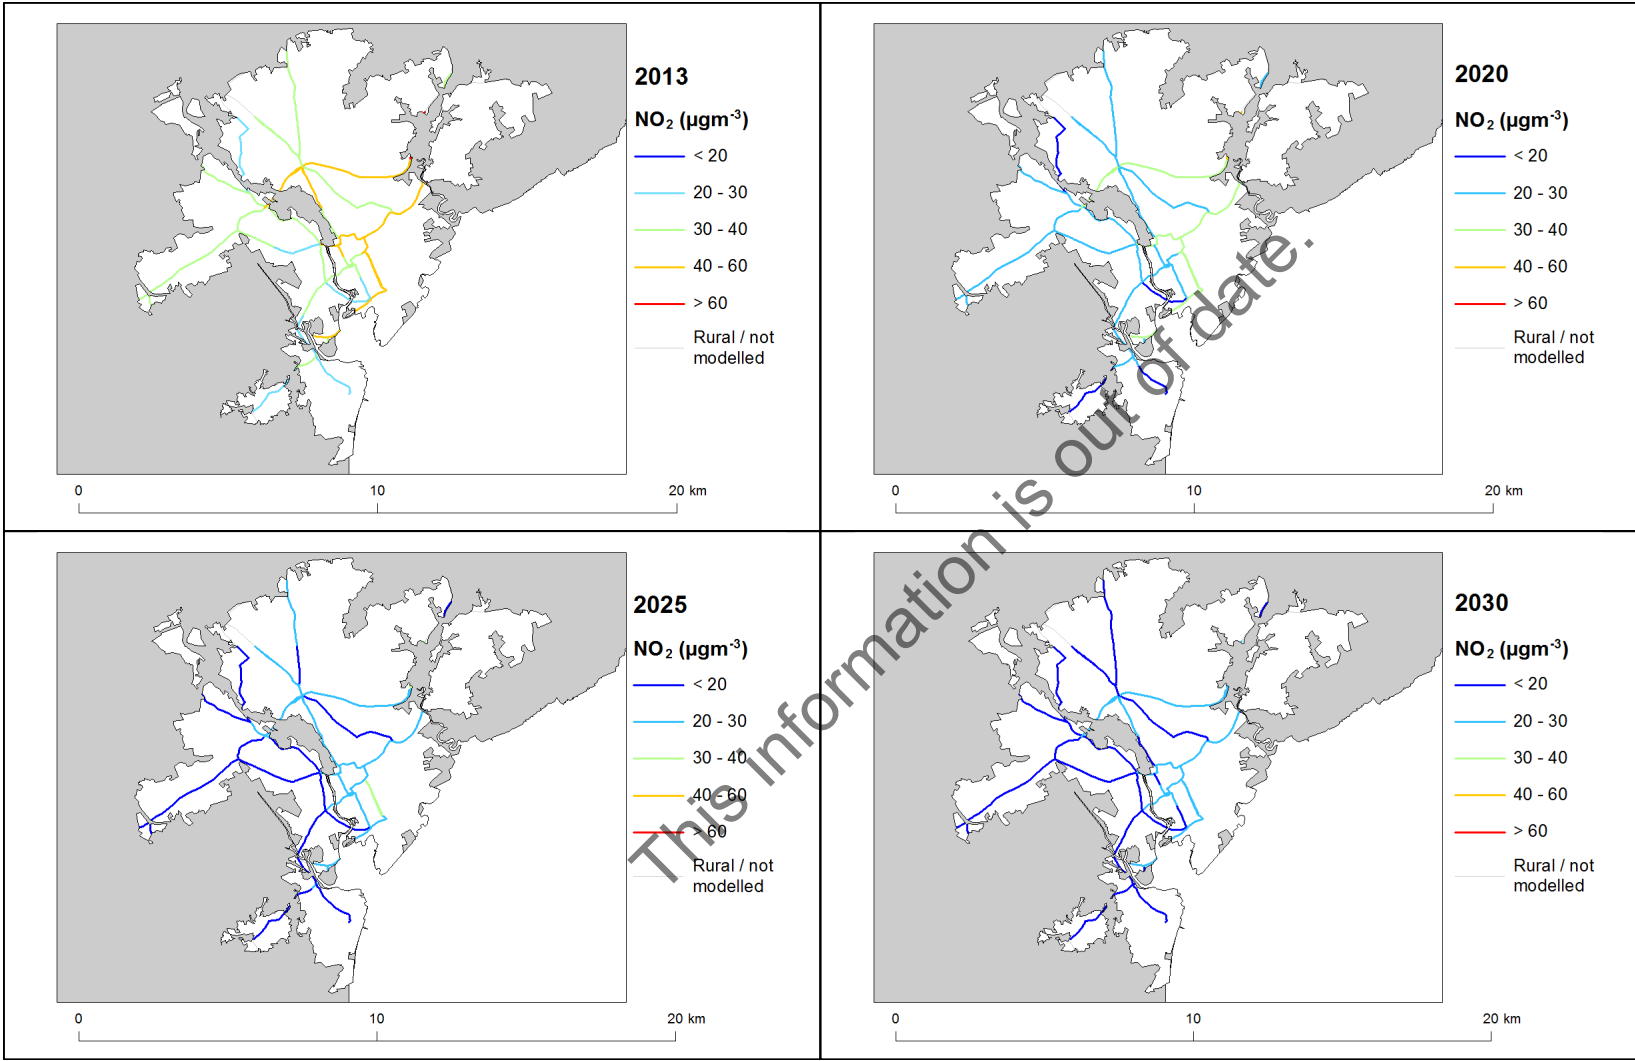 2013
NO₂ (µgm⁻³)
< 20
20 - 30
30 - 40
40 - 60
> 60
Rural / not
modelled
0
10
20 km
2020
NO₂ (µgm⁻³)
< 20
20 - 30
30 - 40
40 - 60
> 60
Rural / not
modelled
0
10
20 km
2025
NO₂ (µgm⁻³)
< 20
20 - 30
30 - 40
40 - 60
> 60
Rural / not
modelled
0
10
20 km
2030
NO₂ (µgm⁻³)
< 20
20 - 30
30 - 40
40 - 60
> 60
Rural / not
modelled
0
10
20 km
This information is out of date.